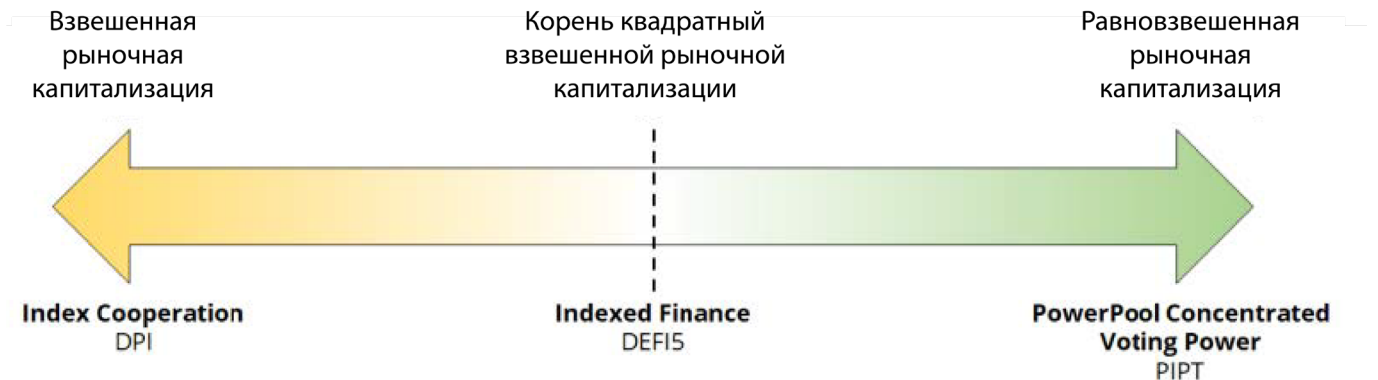 Взвешенная
рыночная
капитализация
Корень квадратный
взвешенной рыночной
капитализации
Равновзвешенная
рыночная
капитализация
Index Cooperation
DPI
Indexed Finance
DEFI5
PowerPool Concentrated
Voting Power
PIPT